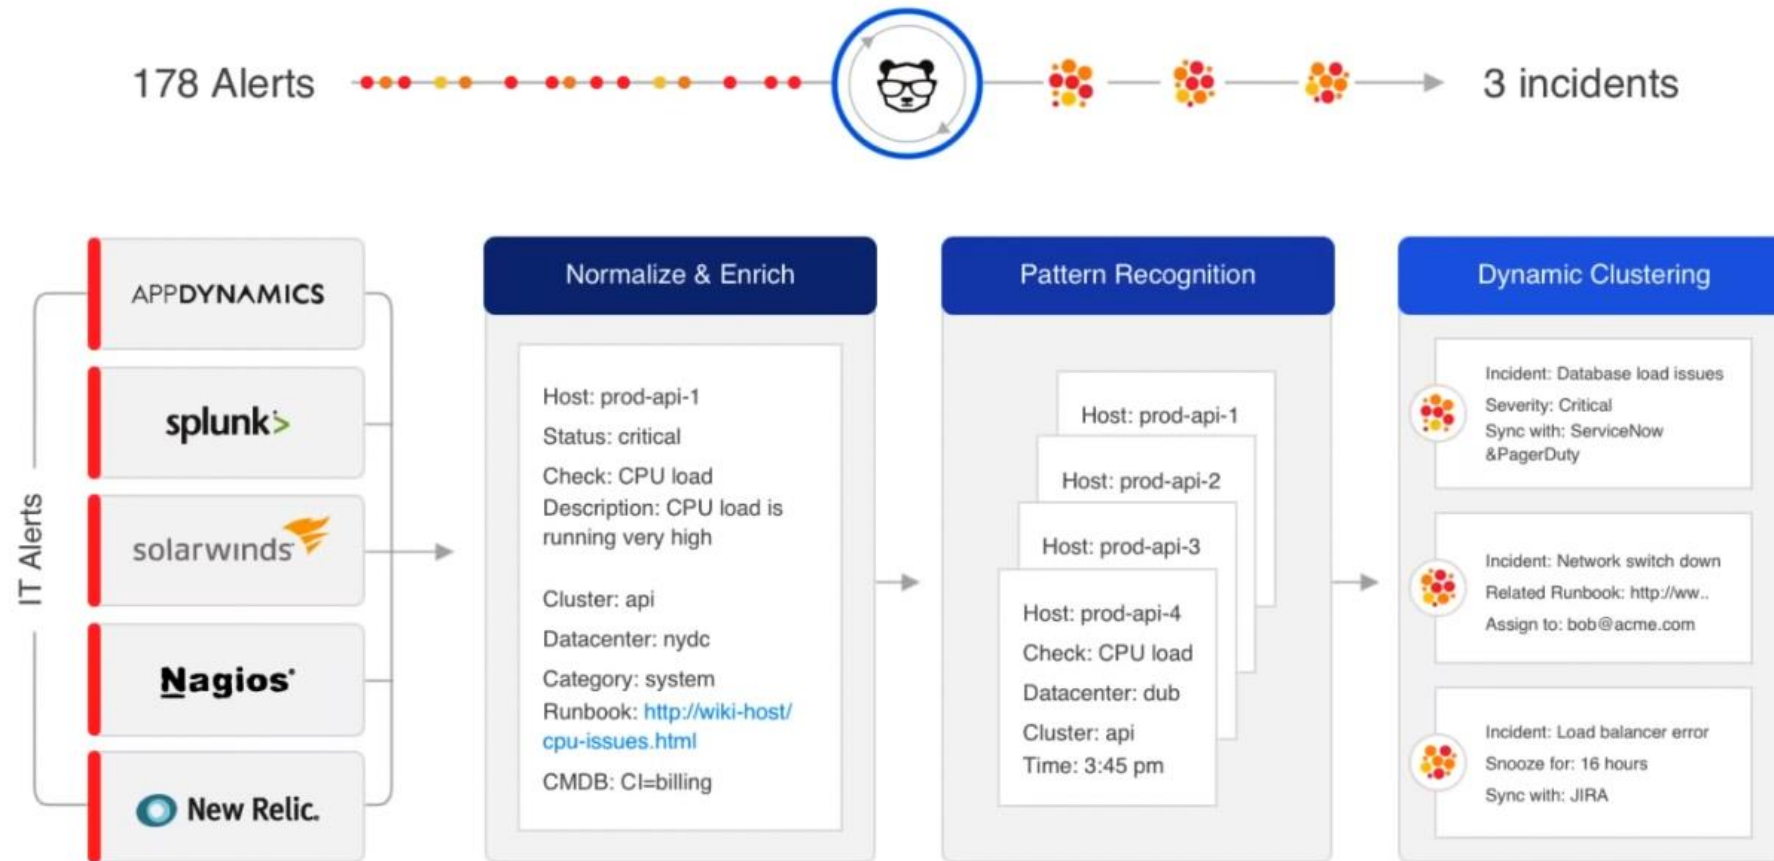 178 Alerts
3 incidents
IT Alerts
APPDYNAMICS
splunk>
solarwinds
Nagios®
New Relic.
Normalize & Enrich
Host: prod-api-1
Status: critical
Check: CPU load
Description: CPU load is
running very high
Cluster: api
Datacenter: nydc
Category: system
Runbook: http://wiki-host/
cpu-issues.html
CMDB: CI=billing
Pattern Recognition
Host: prod-api-1
Host: prod-api-2
Host: prod-api-3
Host: prod-api-4
Check: CPU load
Datacenter: dub
Cluster: api
Time: 3:45 pm
Dynamic Clustering
Incident: Database load issues
Severity: Critical
Sync with: ServiceNow
&PagerDuty
Incident: Network switch down
Related Runbook: http://ww..
Assign to: bob@acme.com
Incident: Load balancer error
Snooze for: 16 hours
Sync with: JIRA